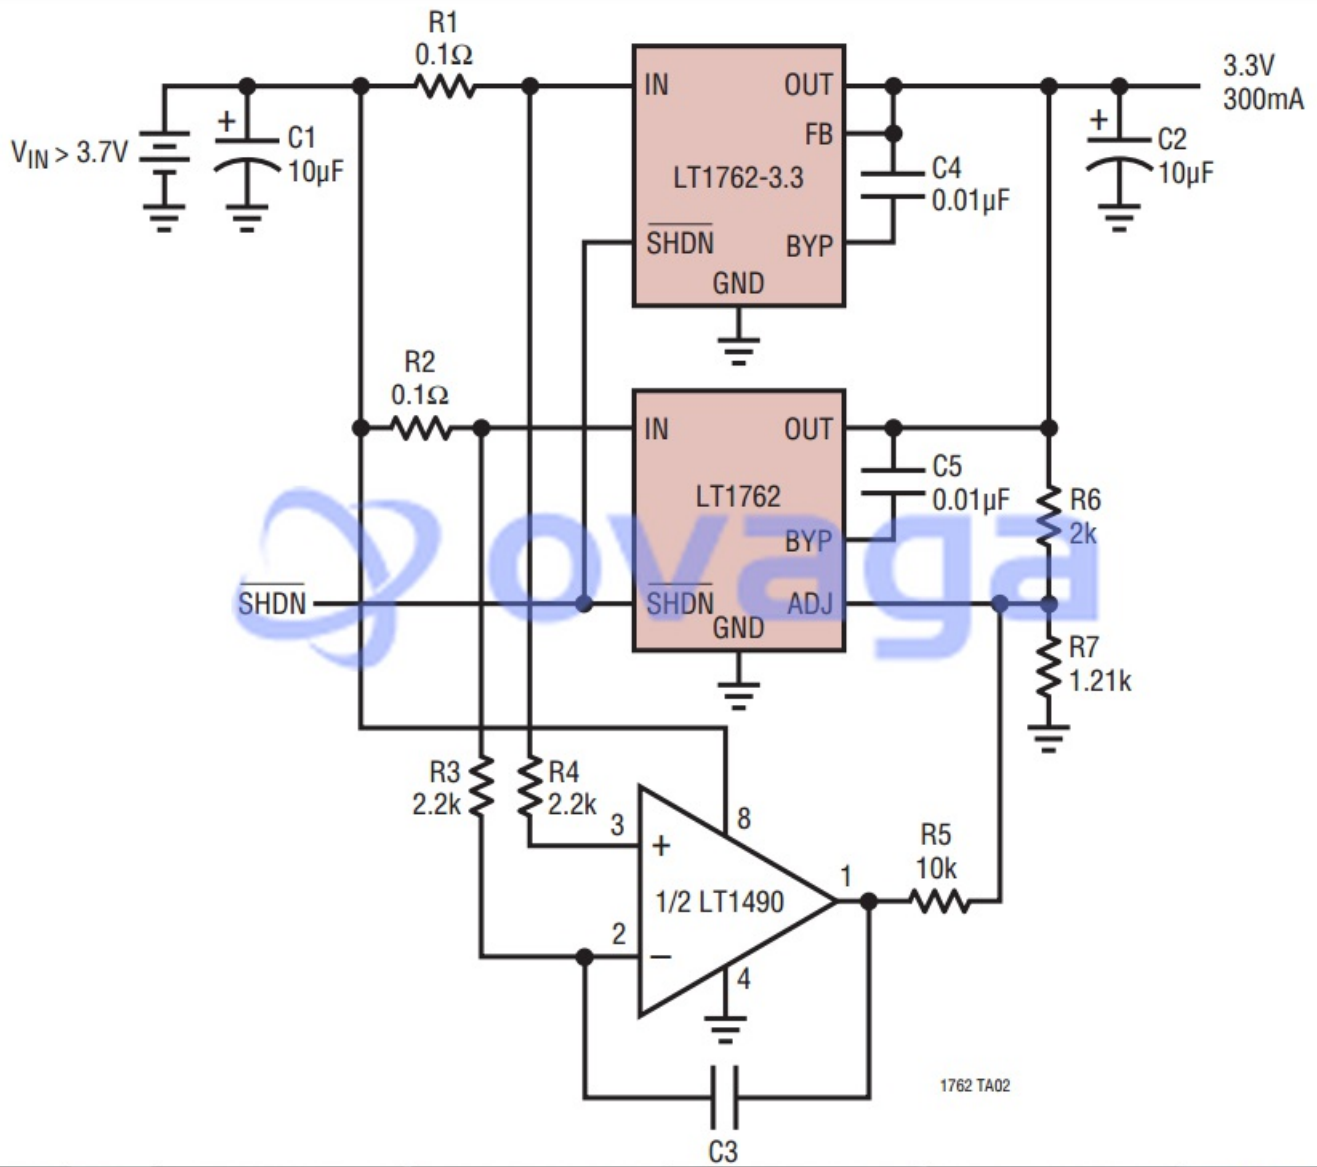 R1
0.1Ω
IN
OUT
3.3V
300mA
VIN > 3.7V
+
C1
10µF
FB
LT1762-3.3
C4
0.01µF
+
C2
10µF
SHDN
BYP
GND
R2
0.1Ω
IN
OUT
LT1762
C5
0.01µF
R6
2k
BYP
ovaga
SHDN
SHDN
ADJ
GND
R7
1.21k
R3
2.2k
R4
2.2k
3
+
8
1/2 LT1490
1
R5
10k
2
–
4
1762 TA02
C3